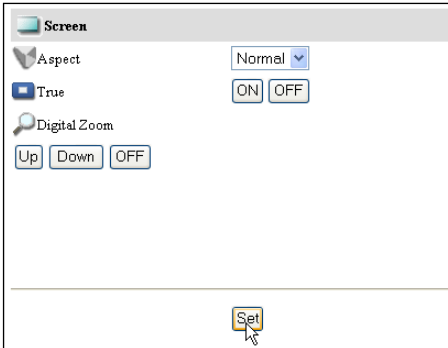 Screen
Aspect Normal
True ON OFF
Digital Zoom
Up Down OFF
Set